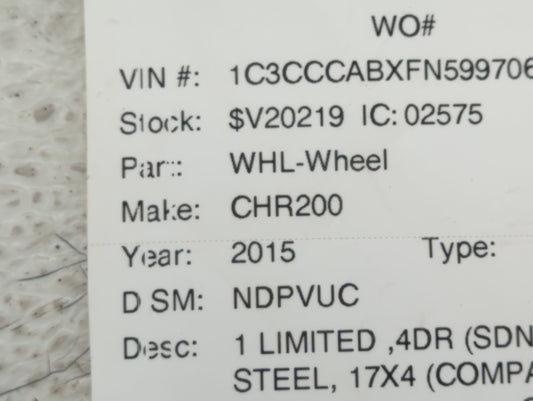 WO#
VIN #: 1C3CCCABXFN599706
Stock: $V20219 IC: 02575
Part: WHL-Wheel
Make: CHR200
Year: 2015 Type:
DISM: NDPVUC
Desc: 1 LIMITED ,4DR (SDN
STEEL, 17X4 (COMPA